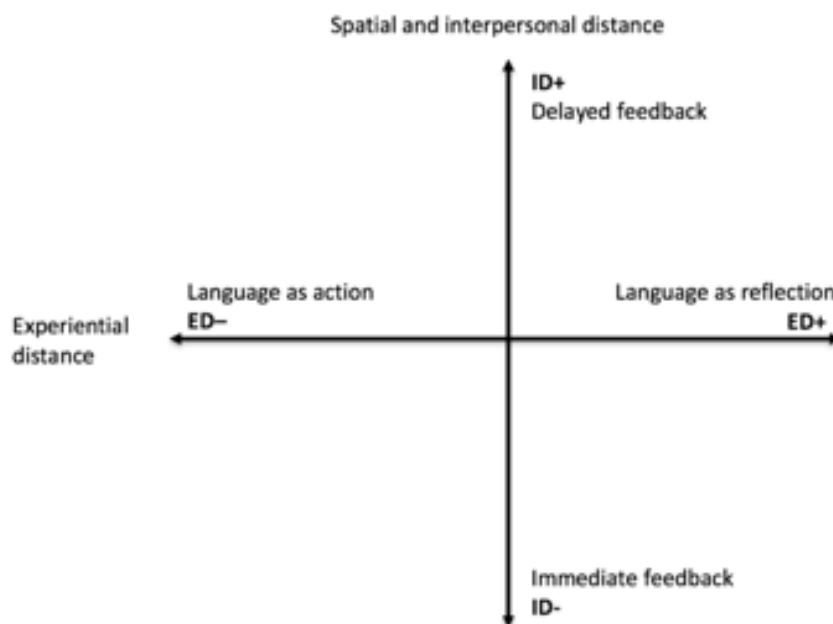 Spatial and interpersonal distance
ID+
Delayed feedback
Language as action
ED–
Language as reflection
ED+
Experiential
distance
Immediate feedback
ID-